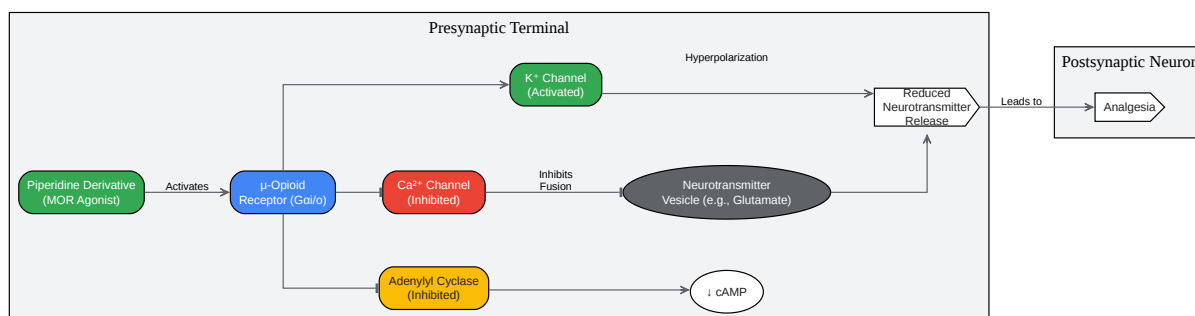 Presynaptic Terminal
Hyperpolarization
K⁺ Channel
(Activated)
Postsynaptic Neuron
Reduced
Neurotransmitter
Release
Leads to
Analgesia
Piperidine Derivative
(MOR Agonist)
Activates
μ-Opioid
Receptor (Gαi/o)
Ca²⁺ Channel
(Inhibited)
Inhibits
Fusion
Neurotransmitter
Vesicle (e.g., Glutamate)
Adenylyl Cyclase
(Inhibited)
↓ cAMP